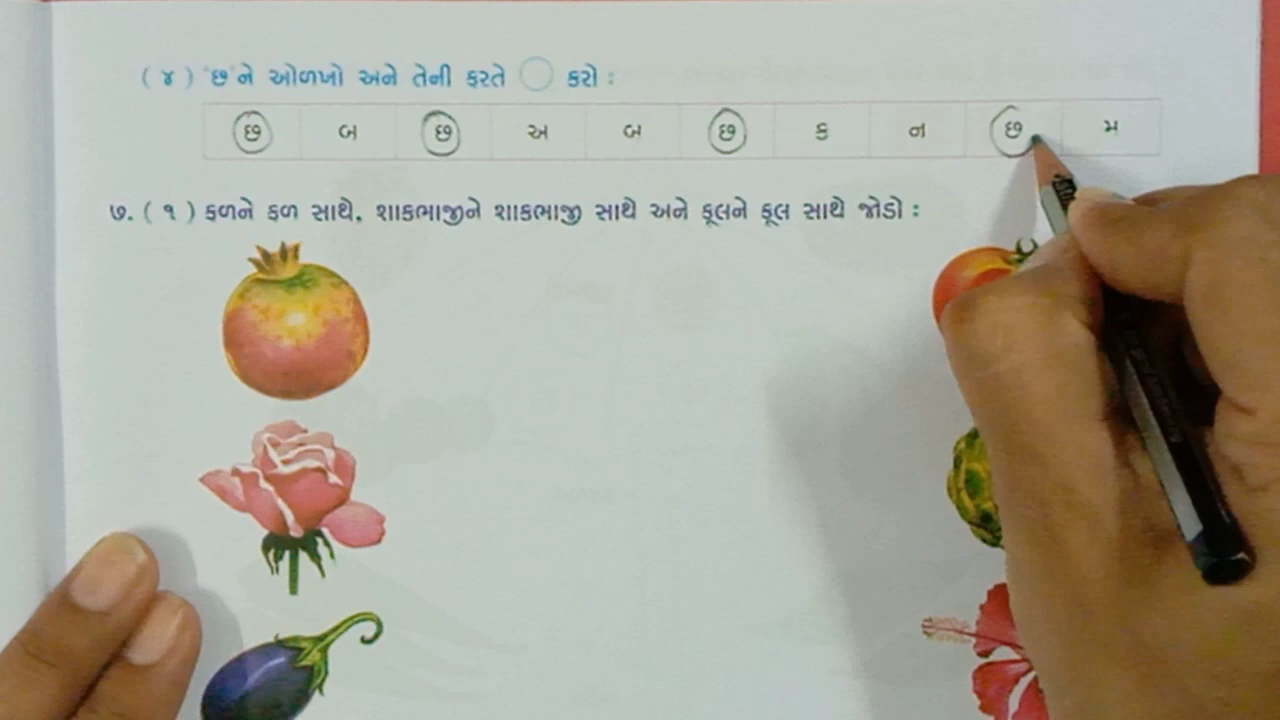 ( ૪ ) 'છ'ને ઓળખો અને તેની ફરતે કરો :
છ બ છ અ બ છ ક ન છ મ
૭. ( ૧ ) ફળને ફળ સાથે, શાકભાજીને શાકભાજી સાથે અને ફૂલને ફૂલ સાથે જોડો :